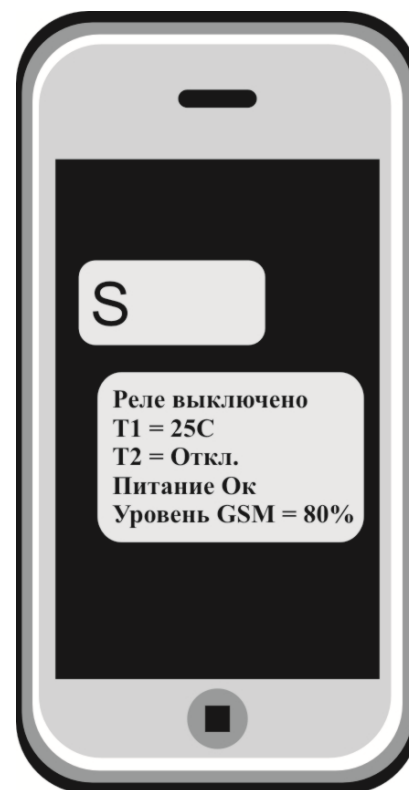 S
Реле выключено
T1 = 25C
T2 = Откл.
Питание Ок
Уровень GSM = 80%